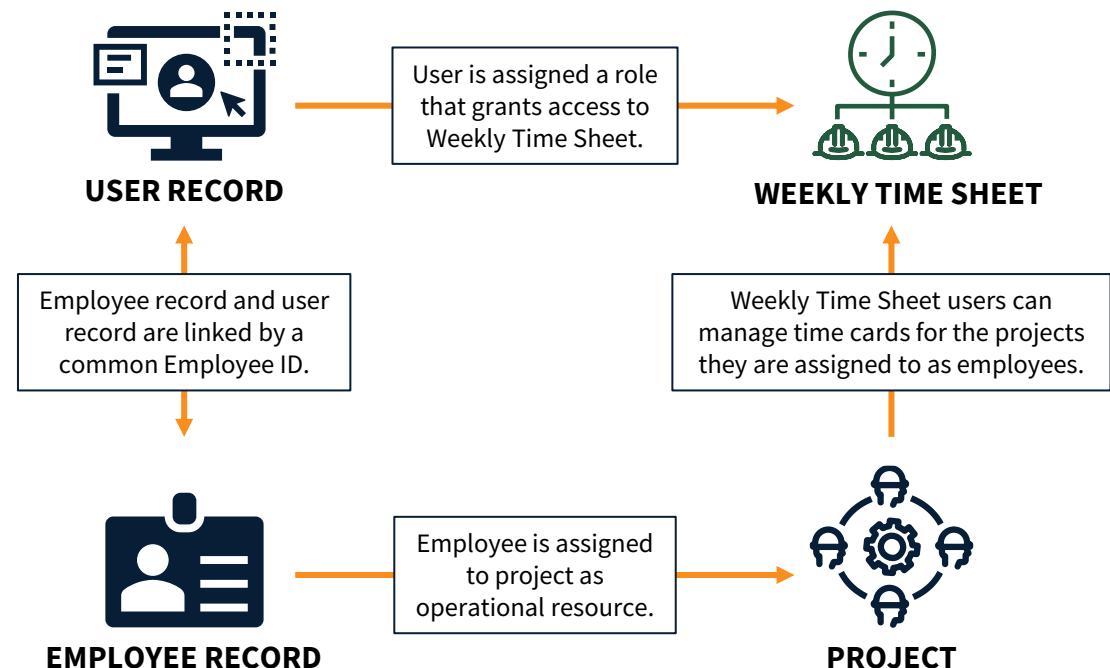 User is assigned a role
that grants access to
Weekly Time Sheet.
USER RECORD
WEEKLY TIME SHEET
Employee record and user
record are linked by a
common Employee ID.
Weekly Time Sheet users can
manage time cards for the projects
they are assigned to as employees.
Employee is assigned
to project as
operational resource.
EMPLOYEE RECORD
PROJECT